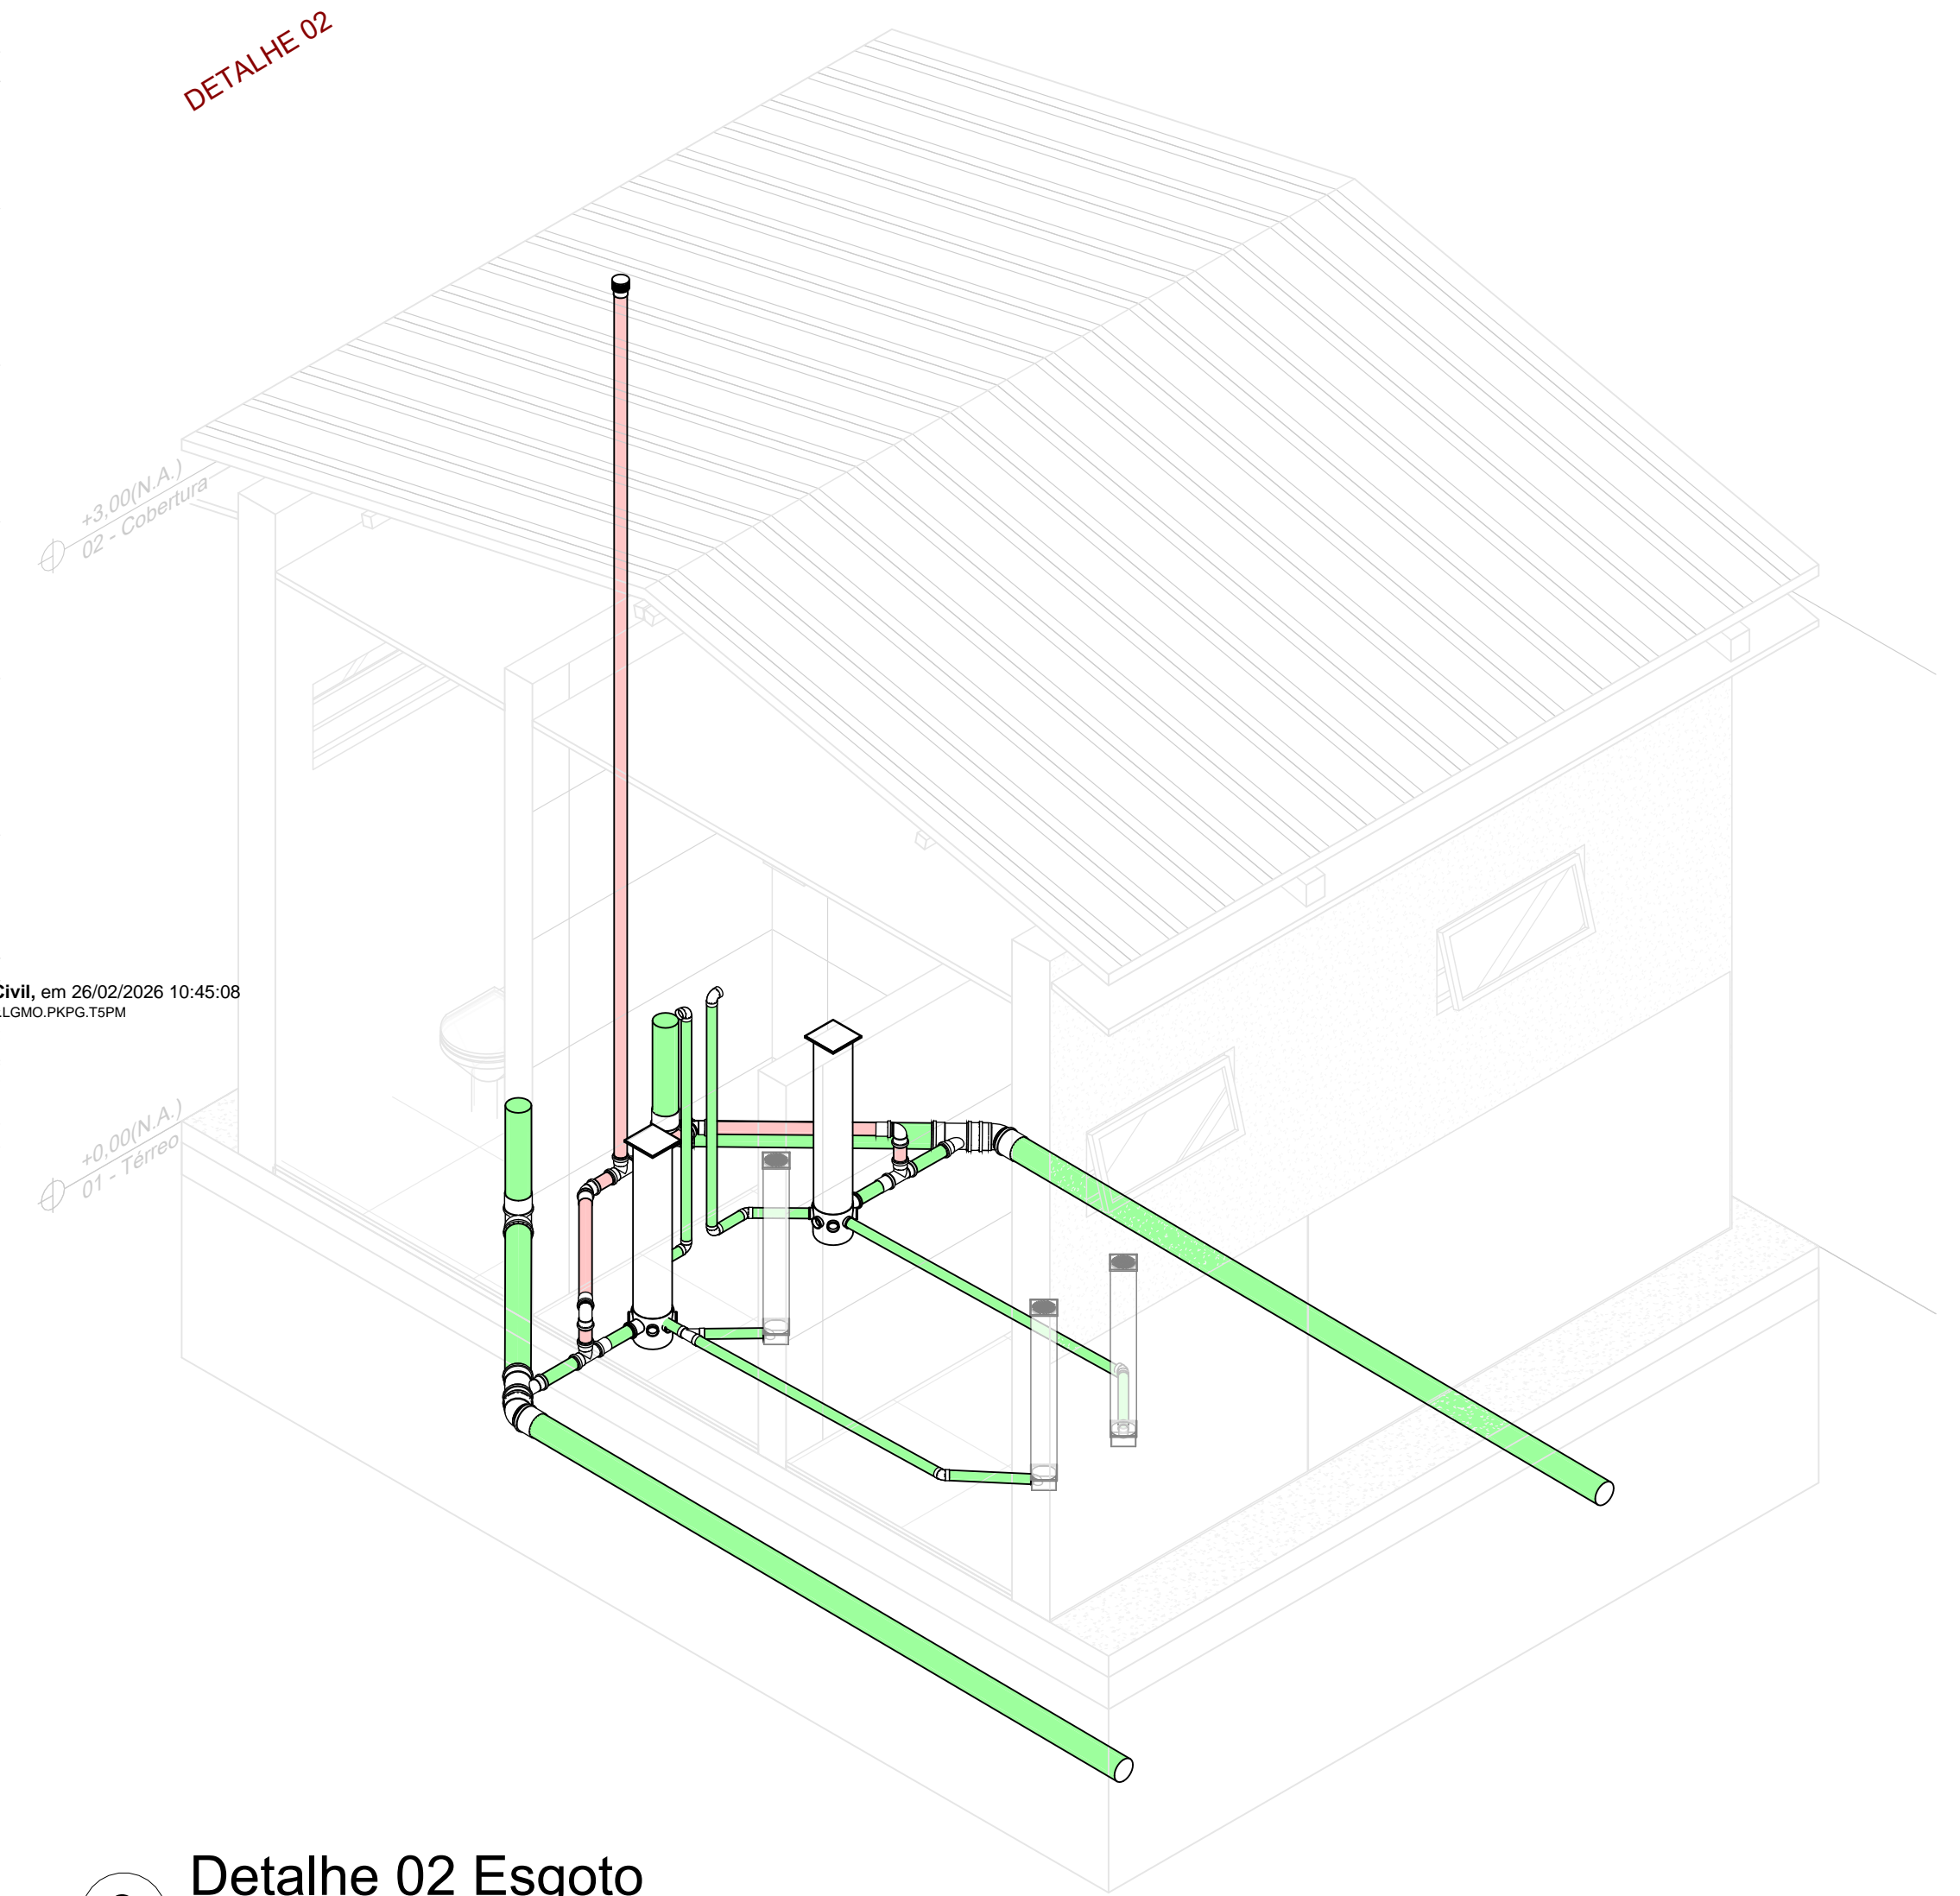 DETALHE 02
+3,00(N.A.)
02 - Cobertura
Civil, em 26/02/2026 10:45:08
.LGMO.PKPG.T5PM
+0,00(N.A.)
01 - Térreo
Detalhe 02 Esgoto